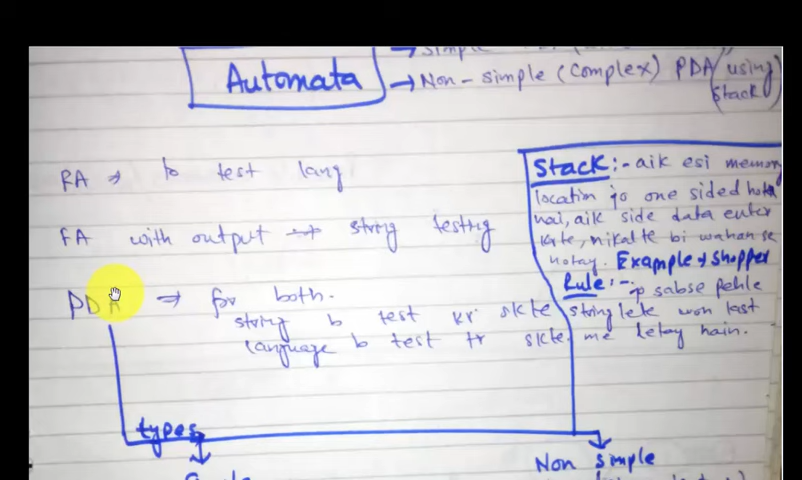 → Simple
Automata
→ Non-simple (Complex) PDA (using stack)
FA → to test lang
FA with output → string testing
PDA → for both.
string b test kr skte
language b test kr skte
Stack:- aik esi memory
location jo one sided hota
hai, aik side data enter
krte, nikalte bi wahan se
hotay. Example → Shopper
Rule:- jo sabse pehle
string lete won last
me letay hain.
types
Non simple